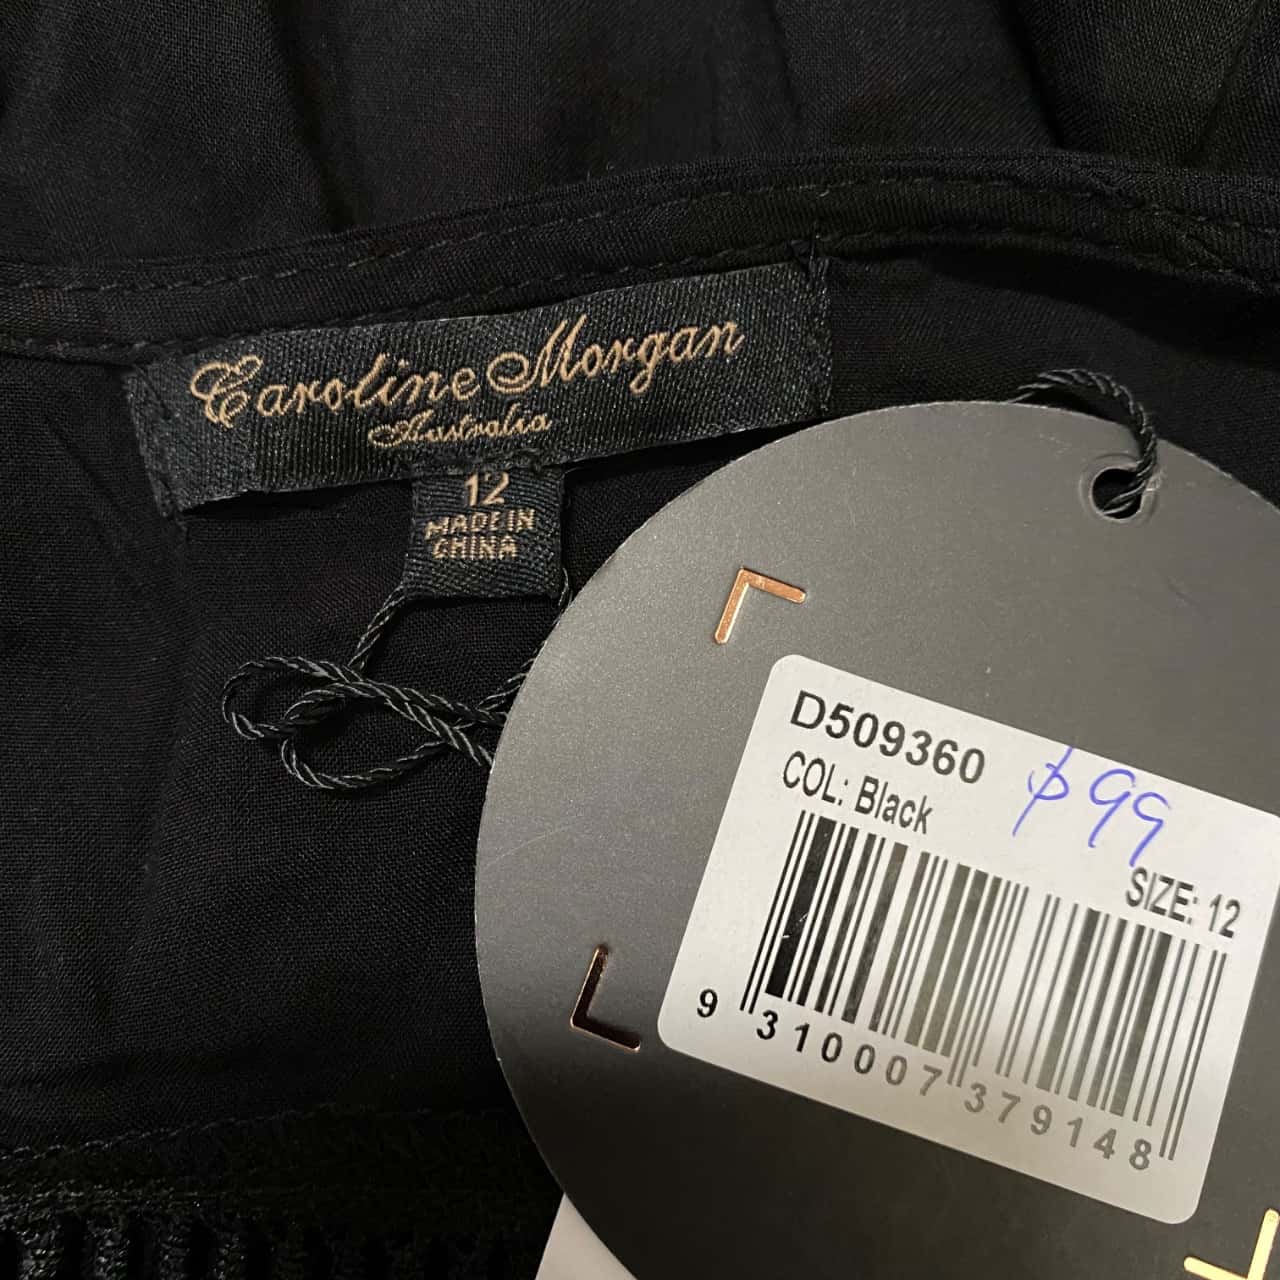 Caroline Morgan
Australia
12
MADE IN
CHINA
D509360
$99
COL: Black
SIZE: 12
9 310007 379148